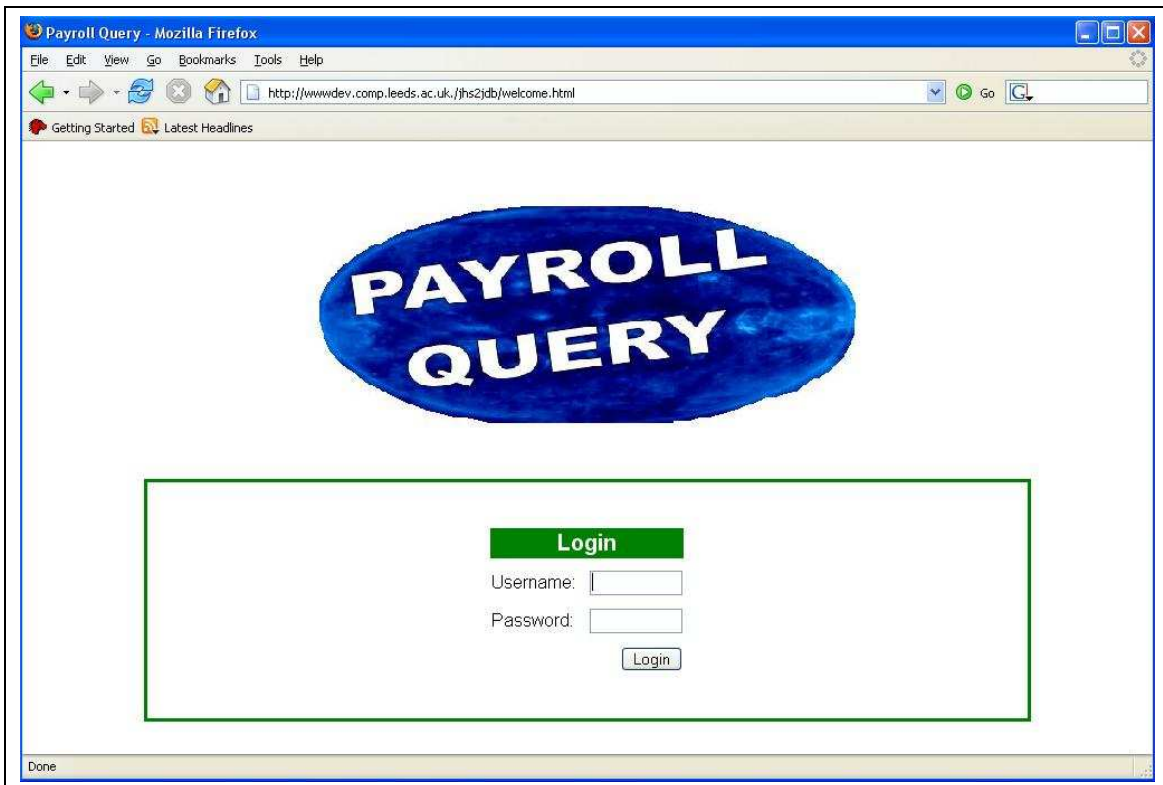 Payroll Query - Mozilla Firefox
File Edit View Go Bookmarks Tools Help
http://wwwdev.comp.leeds.ac.uk./jhs2jdb/welcome.html Go G
Getting Started Latest Headlines
PAYROLL
QUERY
Login
Username:
Password:
Login
Done